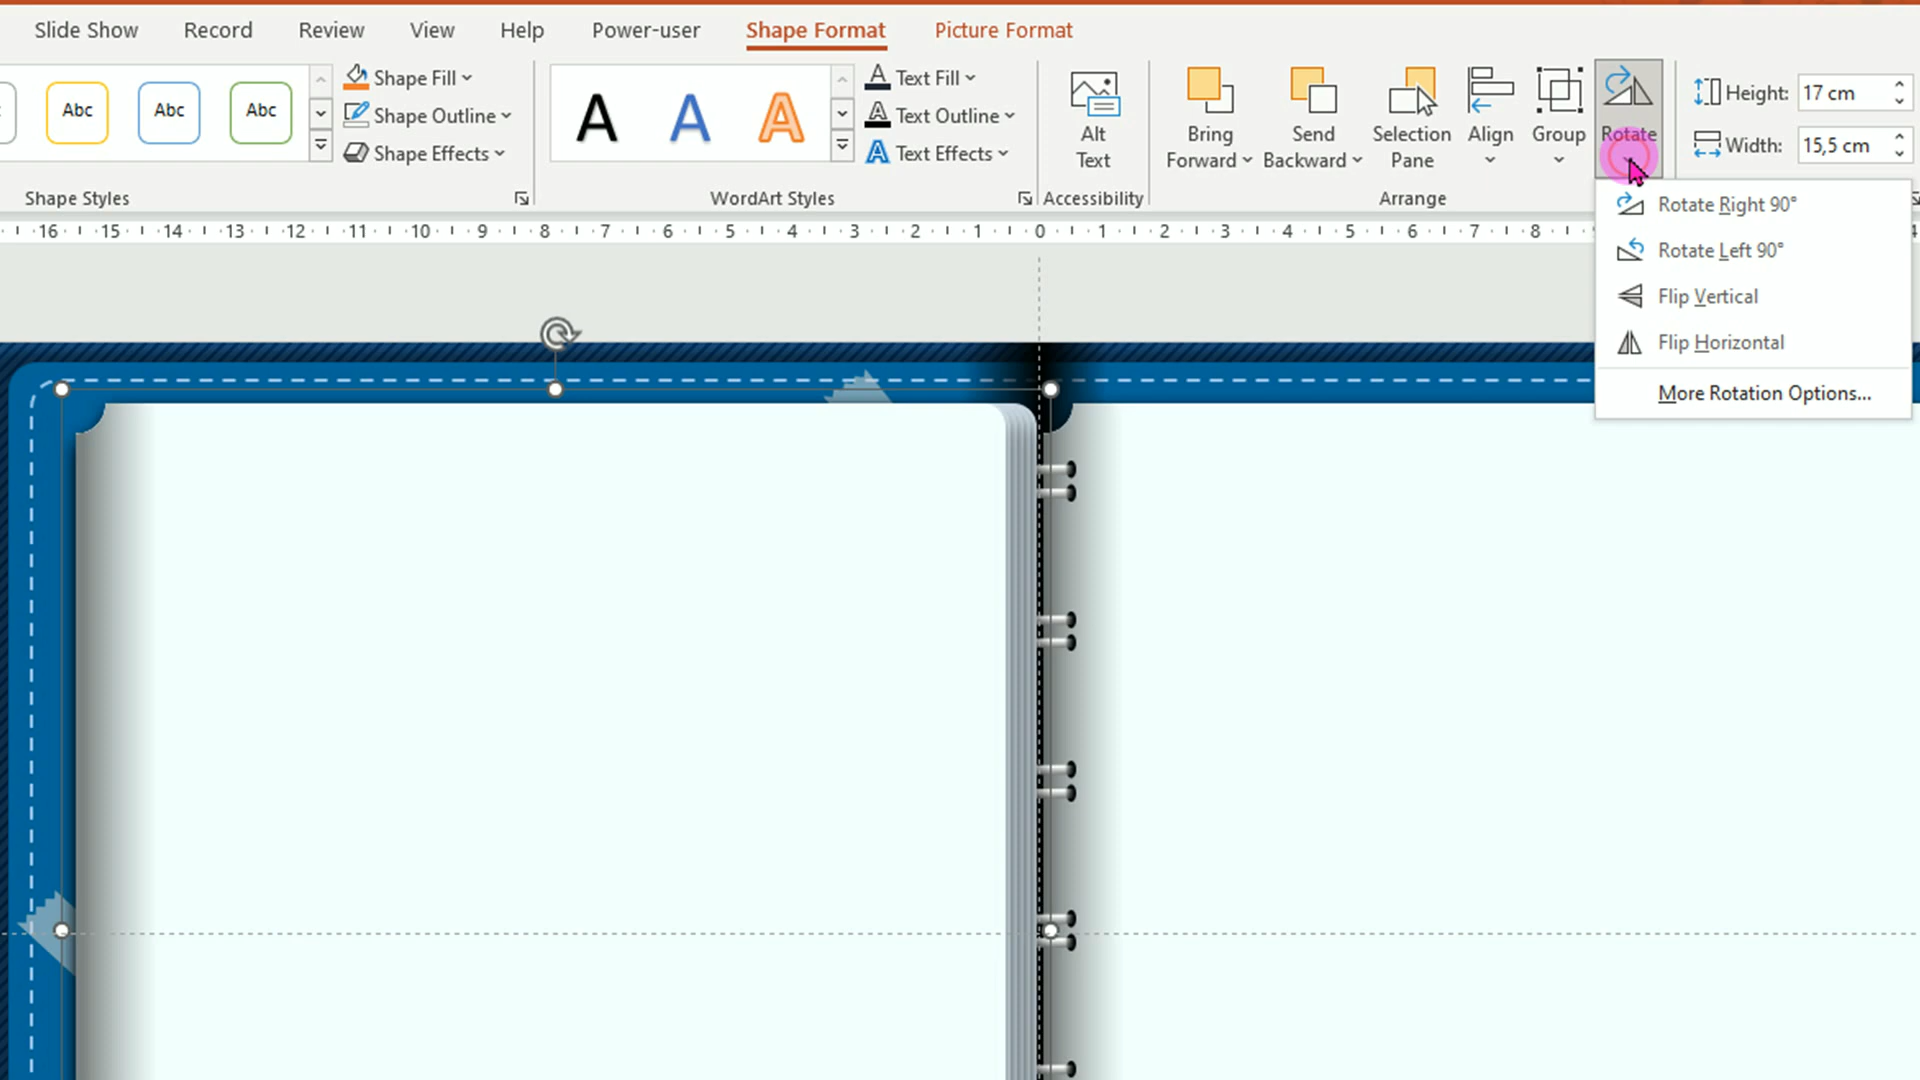 Slide Show Record Review View Help Power-user Shape Format Picture Format
Abc Abc Abc
Shape Fill
Shape Outline
Shape Effects
Shape Styles
A A A
Text Fill
Text Outline
Text Effects
WordArt Styles
Alt
Text
Accessibility
Bring
Forward
Send
Backward
Selection
Pane
Align
Group
Rotate
Arrange
Height: 17 cm
Width: 15,5 cm
16 15 14 13 12 11 10 9 8 7 6 5 4 3 2 1 0 1 2 3 4 5 6 7 8
Rotate Right 90°
Rotate Left 90°
Flip Vertical
Flip Horizontal
More Rotation Options...